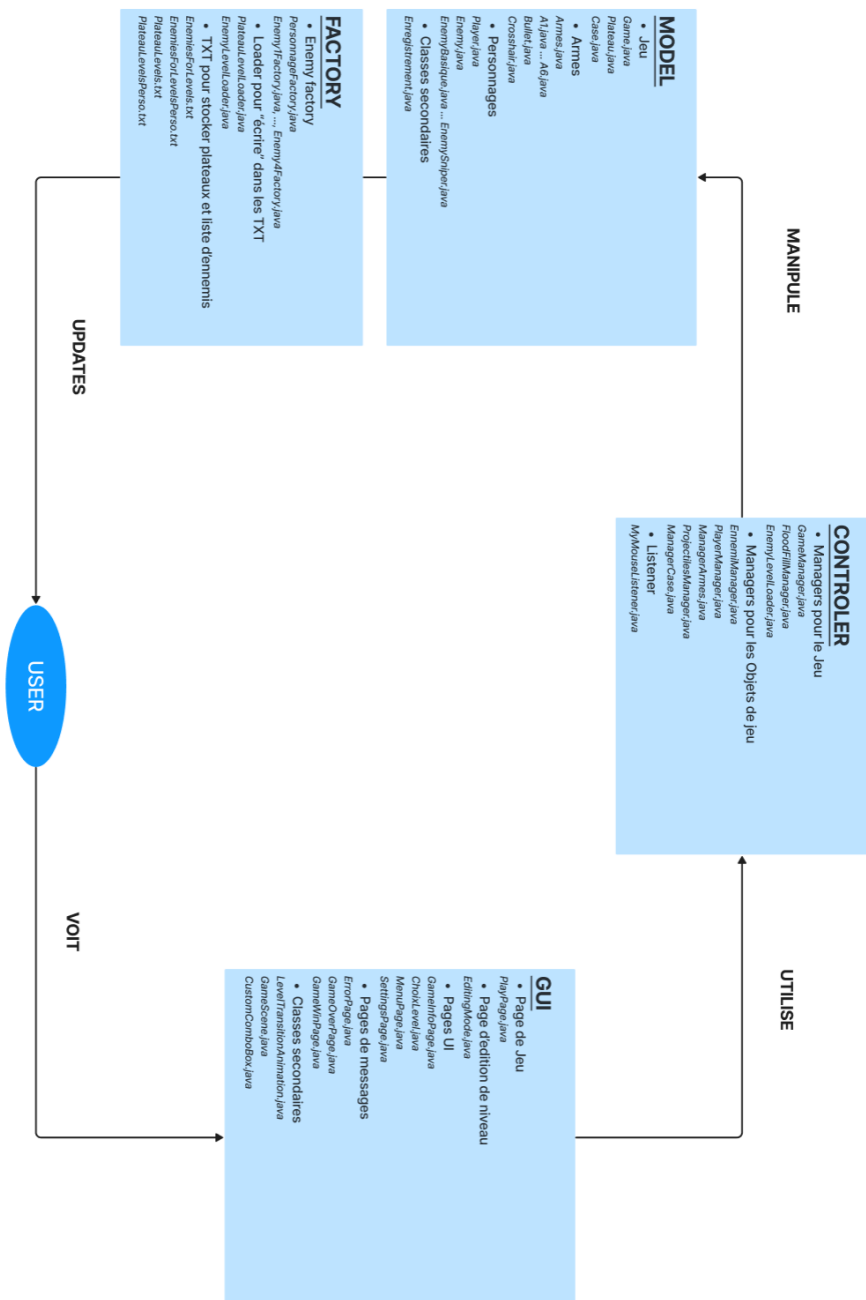 CONTROLER
• Managers pour le Jeu
GameManager.java
FloodFillManager.java
EnemyLevelLoader.java
• Managers pour les Objets de jeu
EnnemiManager.java
PlayerManager.java
ManagerArmes.java
ProjectilesManager.java
ManagerCase.java
• Listener
MyMouseListener.java
MANIPULE
UTILISE
MODEL
• Jeu
Game.java
Plateau.java
Case.java
• Armes
Armes.java
A1.java ... A6.java
Bullet.java
Crosshair.java
• Personnages
Player.java
Enemy.java
EnemyBasique.java ... EnemySniper.java
• Classes secondaires
Enregistrement.java
GUI
• Page de Jeu
PlayPage.java
• Page d'edition de niveau
EditingMode.java
• Pages UI
GameInfoPage.java
ChoixLevel.java
MenuPage.java
SettingsPage.java
• Pages de messages
ErrorPage.java
GameOverPage.java
GameWinPage.java
• Classes secondaires
LevelTransitionAnimation.java
GameScene.java
CustomComboBox.java
FACTORY
• Enemy factory
PersonnageFactory.java
Enemy1Factory.java, ..., Enemy4Factory.java
• Loader pour "écrire" dans les TXT
PlateauLevelLoader.java
EnemyLevelLoader.java
• TXT pour stocker plateaux et liste d'ennemis
EnemiesForLevels.txt
EnemiesForLevelsPerso.txt
PlateauLevels.txt
PlateauLevelsPerso.txt
UPDATES
VOIT
USER